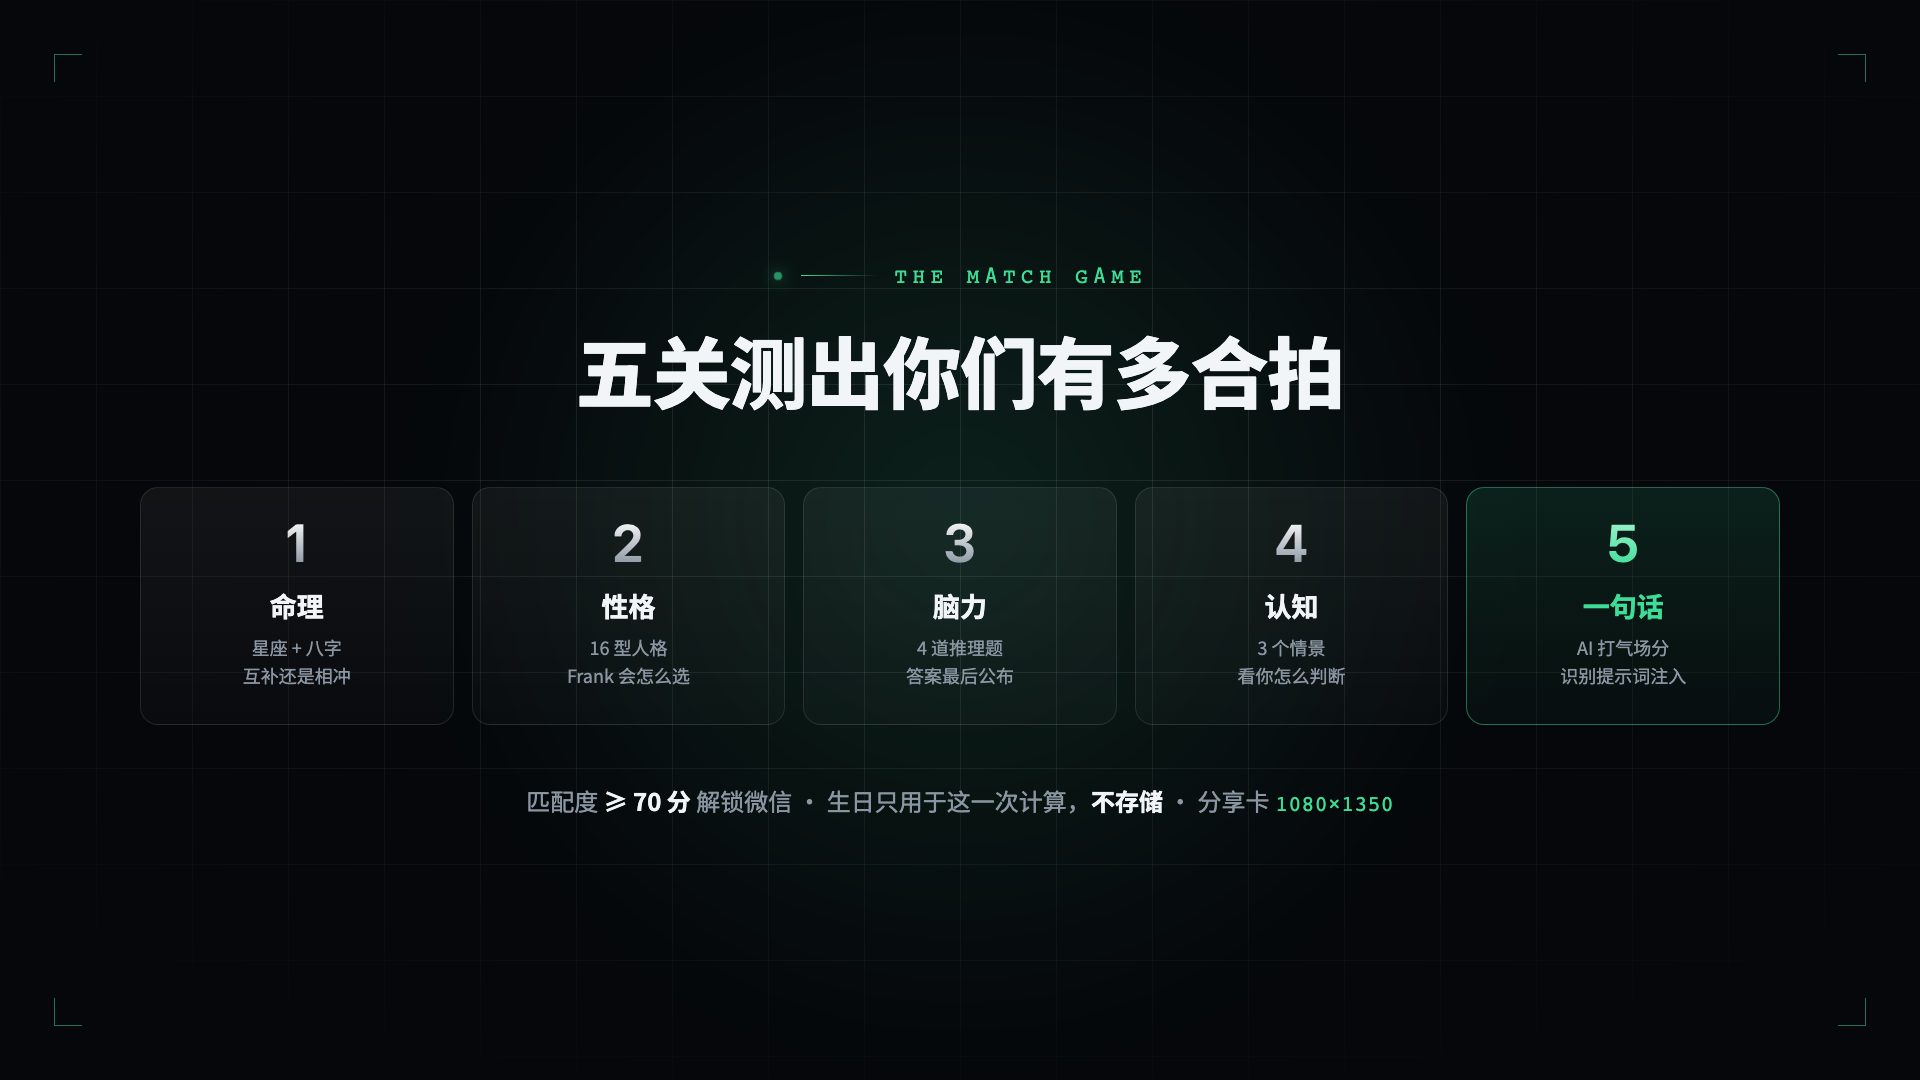 THE MATCH GAME
五关测出你们有多合拍
1
命理
星座 + 八字
互补还是相冲
2
性格
16 型人格
Frank 会怎么选
3
脑力
4 道推理题
答案最后公布
4
认知
3 个情景
看你怎么判断
5
一句话
AI 打气场分
识别提示词注入
匹配度 ≥ 70 分 解锁微信 · 生日只用于这一次计算，不存储 · 分享卡 1080×1350